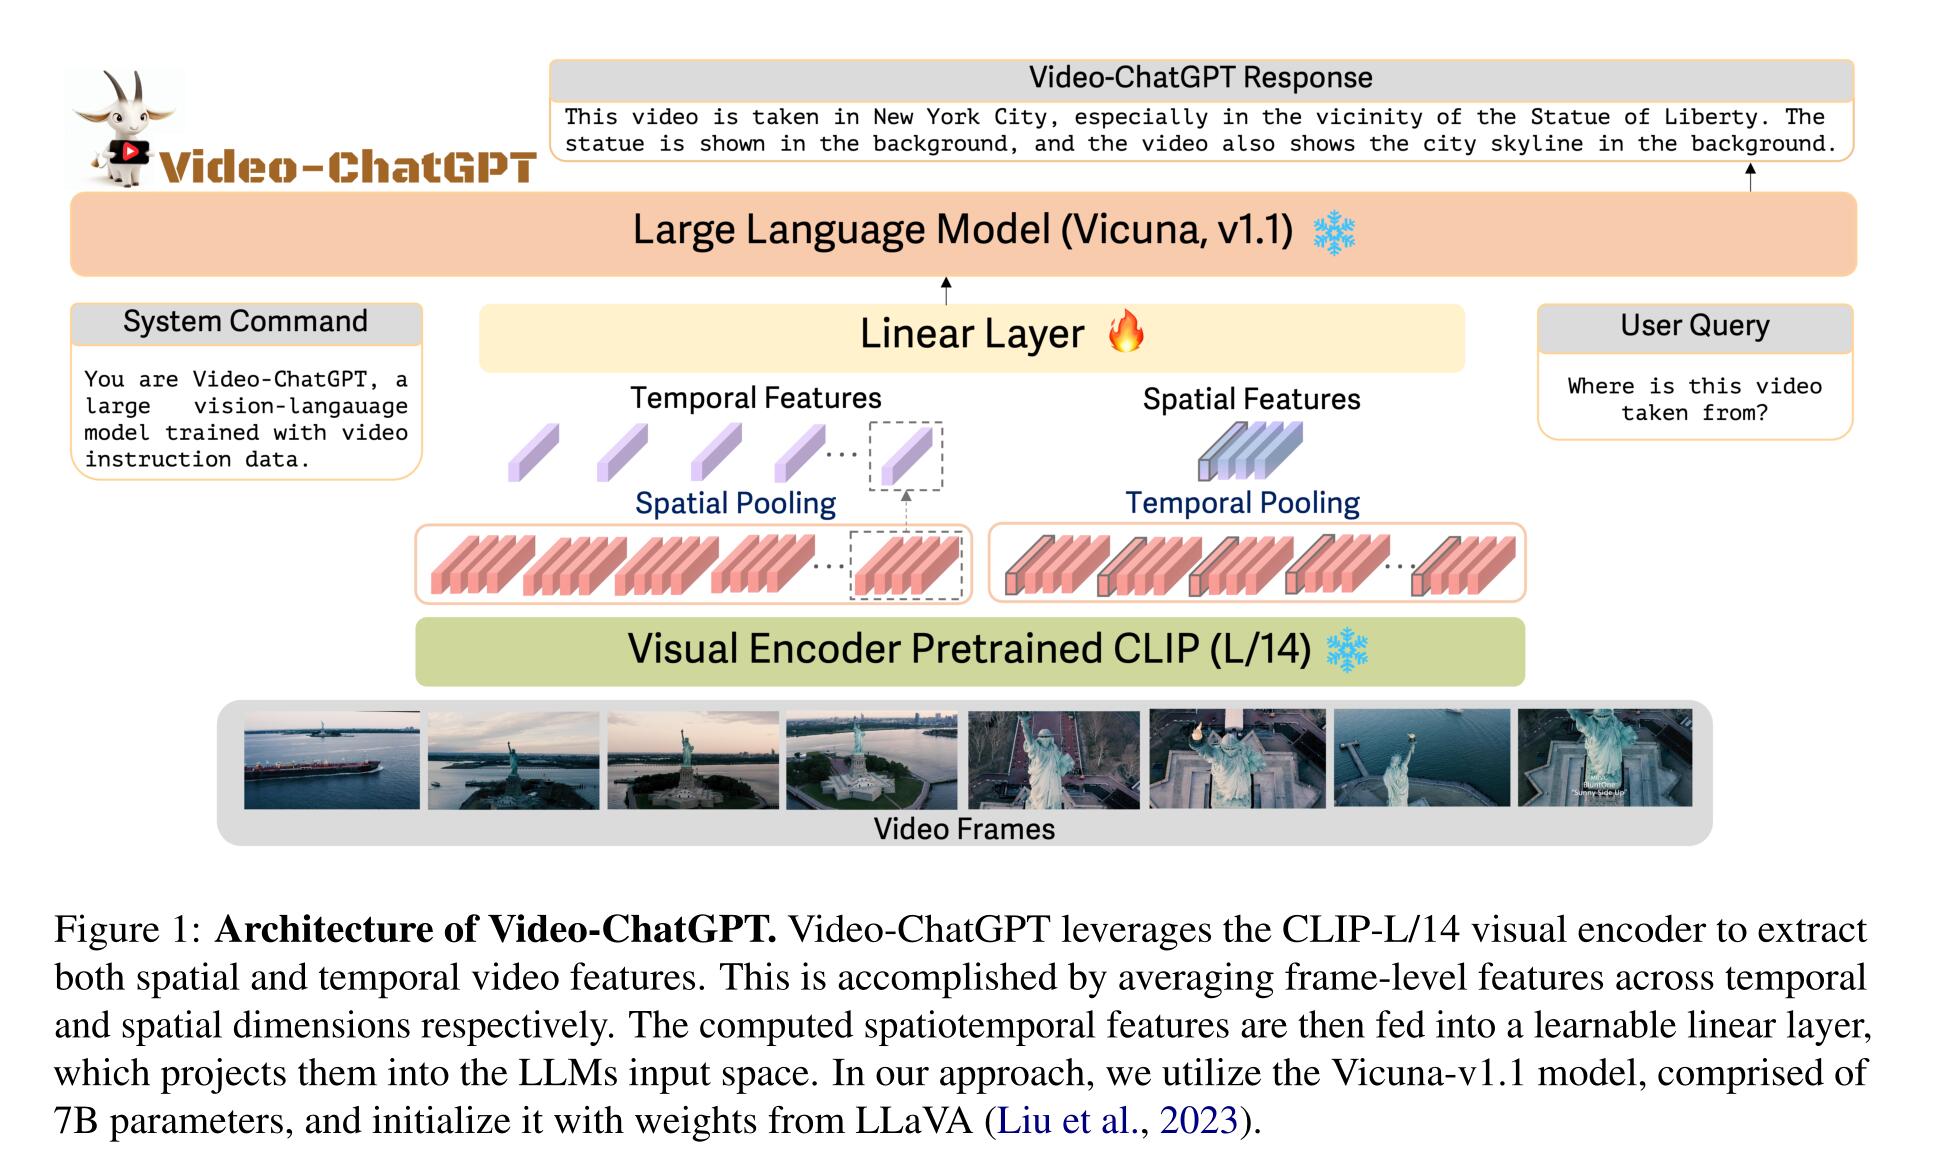 Video-ChatGPT Response
This video is taken in New York City, especially in the vicinity of the Statue of Liberty. The
statue is shown in the background, and the video also shows the city skyline in the background.
Video-ChatGPT
Large Language Model (Vicuna, v1.1)
System Command
You are Video-ChatGPT, a
large vision-langauage
model trained with video
instruction data.
Linear Layer
User Query
Where is this video
taken from?
Temporal Features
Spatial Features
...
Spatial Pooling
Temporal Pooling
...
...
Visual Encoder Pretrained CLIP (L/14)
BluntOne
"Sunny Side Up"
Video Frames
Figure 1: Architecture of Video-ChatGPT. Video-ChatGPT leverages the CLIP-L/14 visual encoder to extract
both spatial and temporal video features. This is accomplished by averaging frame-level features across temporal
and spatial dimensions respectively. The computed spatiotemporal features are then fed into a learnable linear layer,
which projects them into the LLMs input space. In our approach, we utilize the Vicuna-v1.1 model, comprised of
7B parameters, and initialize it with weights from LLaVA (Liu et al., 2023).